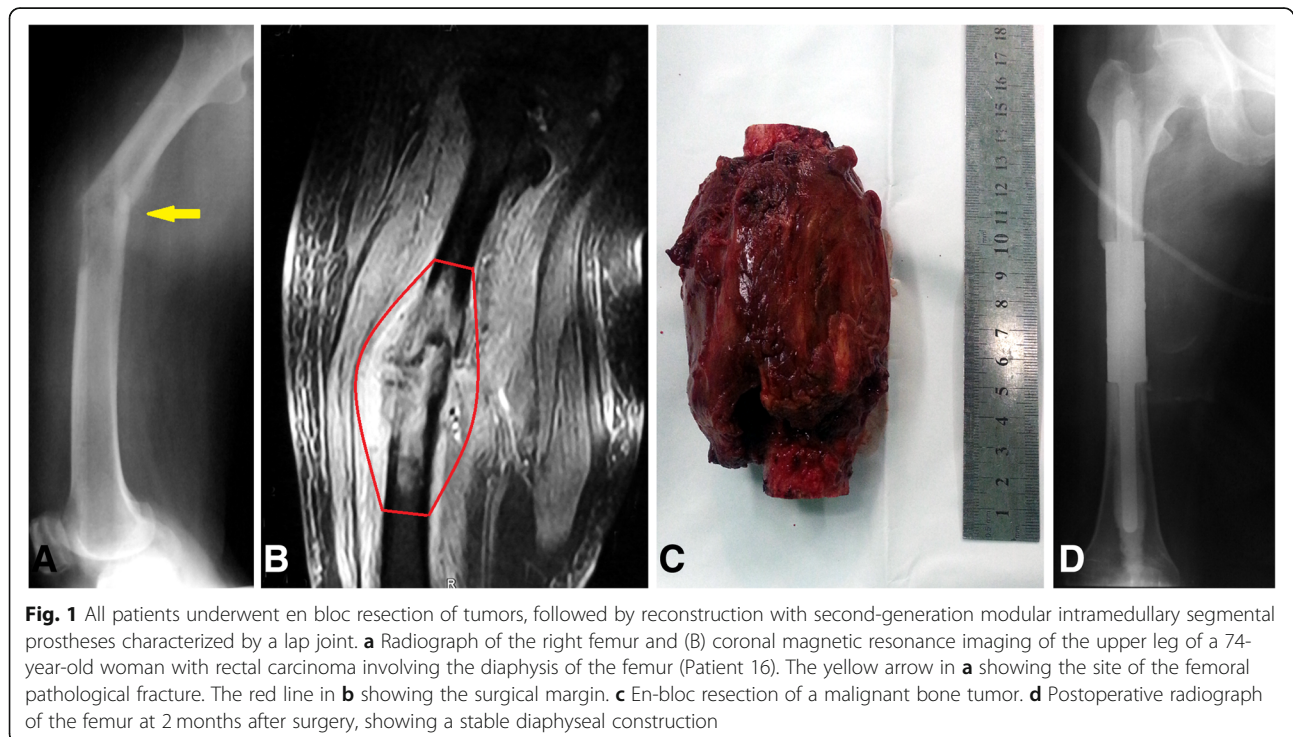 A
B
R
C
18
17
16
15
14
13
12
11
10
9
8
7
6
5
4
3
2
1
D
Fig. 1 All patients underwent en bloc resection of tumors, followed by reconstruction with second-generation modular intramedullary segmental
prostheses characterized by a lap joint. a Radiograph of the right femur and (B) coronal magnetic resonance imaging of the upper leg of a 74-
year-old woman with rectal carcinoma involving the diaphysis of the femur (Patient 16). The yellow arrow in a showing the site of the femoral
pathological fracture. The red line in b showing the surgical margin. c En-bloc resection of a malignant bone tumor. d Postoperative radiograph
of the femur at 2 months after surgery, showing a stable diaphyseal construction